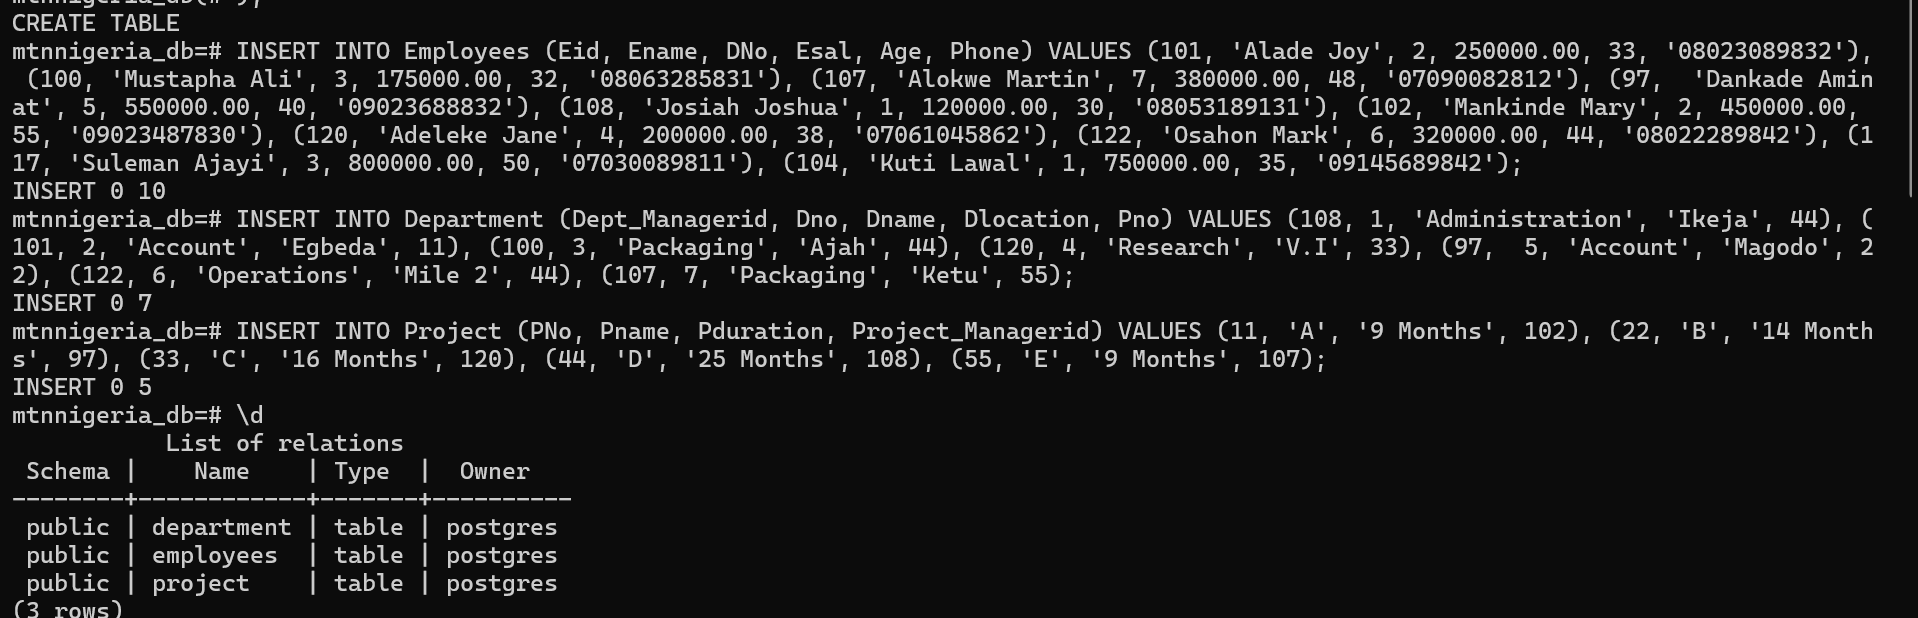 mtnnigeria_db(# );
CREATE TABLE
mtnnigeria_db=# INSERT INTO Employees (Eid, Ename, DNo, Esal, Age, Phone) VALUES (101, 'Alade Joy', 2, 250000.00, 33, '08023089832'),
 (100, 'Mustapha Ali', 3, 175000.00, 32, '08063285831'), (107, 'Alokwe Martin', 7, 380000.00, 48, '07090082812'), (97,  'Dankade Amin
at', 5, 550000.00, 40, '09023688832'), (108, 'Josiah Joshua', 1, 120000.00, 30, '08053189131'), (102, 'Mankinde Mary', 2, 450000.00,
55, '09023487830'), (120, 'Adeleke Jane', 4, 200000.00, 38, '07061045862'), (122, 'Osahon Mark', 6, 320000.00, 44, '08022289842'), (1
17, 'Suleman Ajayi', 3, 800000.00, 50, '07030089811'), (104, 'Kuti Lawal', 1, 750000.00, 35, '09145689842');
INSERT 0 10
mtnnigeria_db=# INSERT INTO Department (Dept_Managerid, Dno, Dname, Dlocation, Pno) VALUES (108, 1, 'Administration', 'Ikeja', 44), (
101, 2, 'Account', 'Egbeda', 11), (100, 3, 'Packaging', 'Ajah', 44), (120, 4, 'Research', 'V.I', 33), (97,  5, 'Account', 'Magodo', 2
2), (122, 6, 'Operations', 'Mile 2', 44), (107, 7, 'Packaging', 'Ketu', 55);
INSERT 0 7
mtnnigeria_db=# INSERT INTO Project (PNo, Pname, Pduration, Project_Managerid) VALUES (11, 'A', '9 Months', 102), (22, 'B', '14 Month
s', 97), (33, 'C', '16 Months', 120), (44, 'D', '25 Months', 108), (55, 'E', '9 Months', 107);
INSERT 0 5
mtnnigeria_db=# \d
           List of relations
 Schema |    Name    | Type  |  Owner
--------+------------+-------+----------
 public | department | table | postgres
 public | employees  | table | postgres
 public | project    | table | postgres
(3 rows)